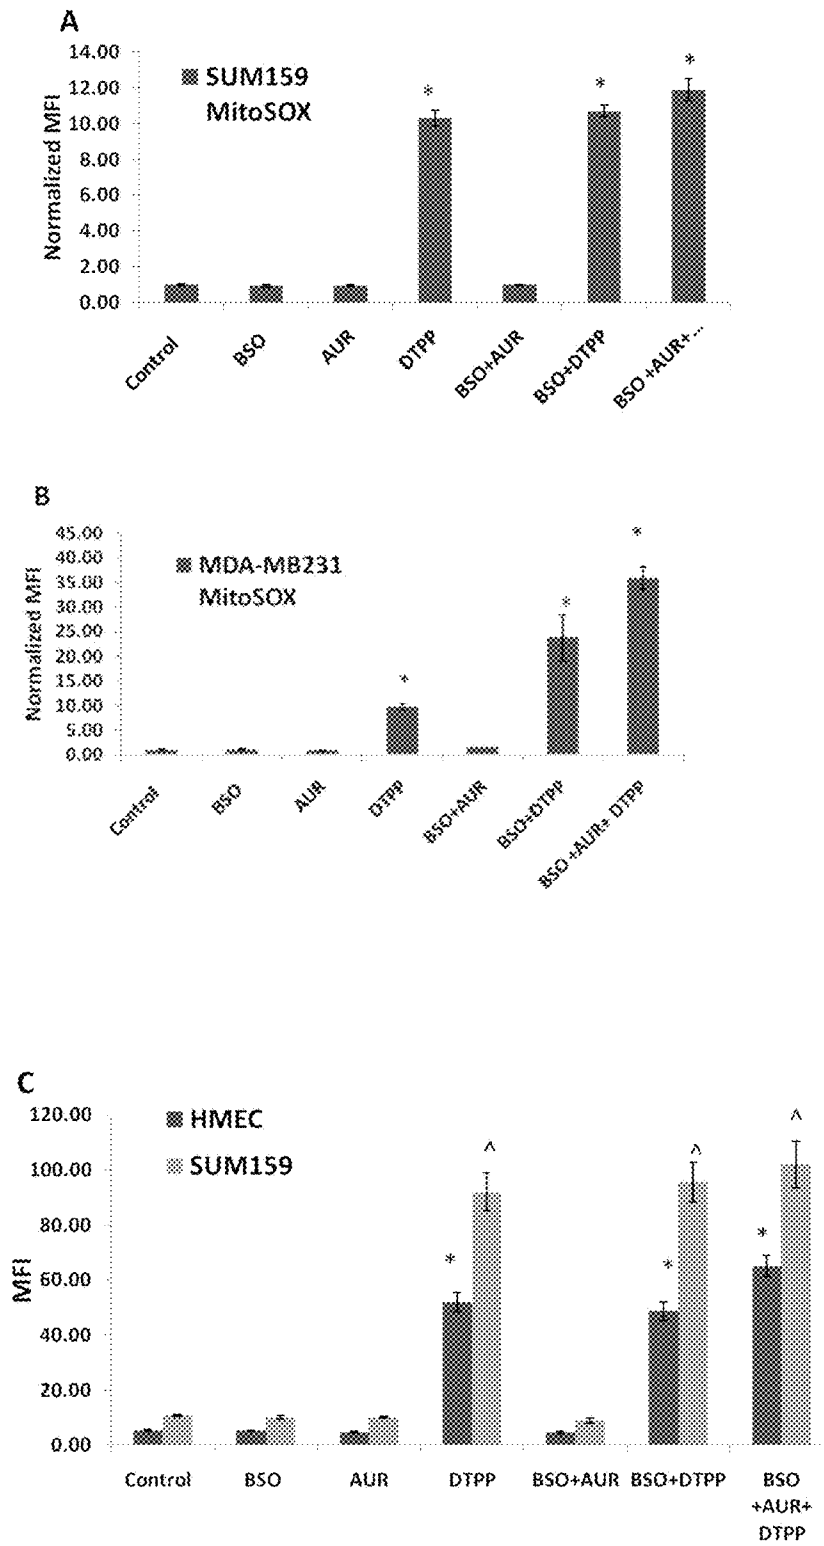 A
14.00
12.00
10.00
8.00
6.00
4.00
2.00
0.00
Normalized MFI
SUM159
MitoSOX
*
*
*
Control
BSO
AUR
DTPP
BSO+AUR
BSO+DTPP
BSO +AUR+...
B
45.00
40.00
35.00
30.00
25.00
20.00
15.00
10.00
5.00
0.00
Normalized MFI
MDA-MB231
MitoSOX
*
*
*
Control
BSO
AUR
DTPP
BSO+AUR
BSO+DTPP
BSO +AUR+ DTPP
C
120.00
100.00
80.00
60.00
40.00
20.00
0.00
MFI
HMEC
SUM159
*
^
*
^
*
^
Control
BSO
AUR
DTPP
BSO+AUR
BSO+DTPP
BSO
+AUR+
DTPP